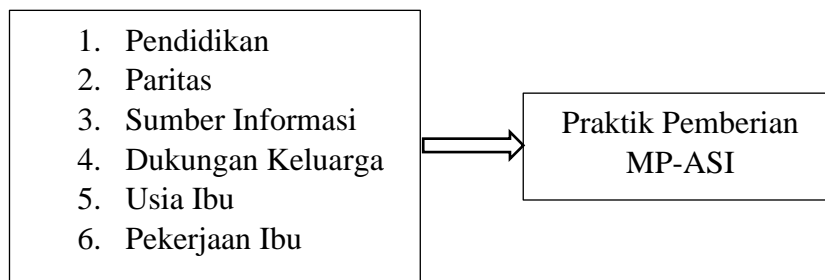 1. Pendidikan
2. Paritas
3. Sumber Informasi
4. Dukungan Keluarga
5. Usia Ibu
6. Pekerjaan Ibu
Praktik Pemberian
MP-ASI